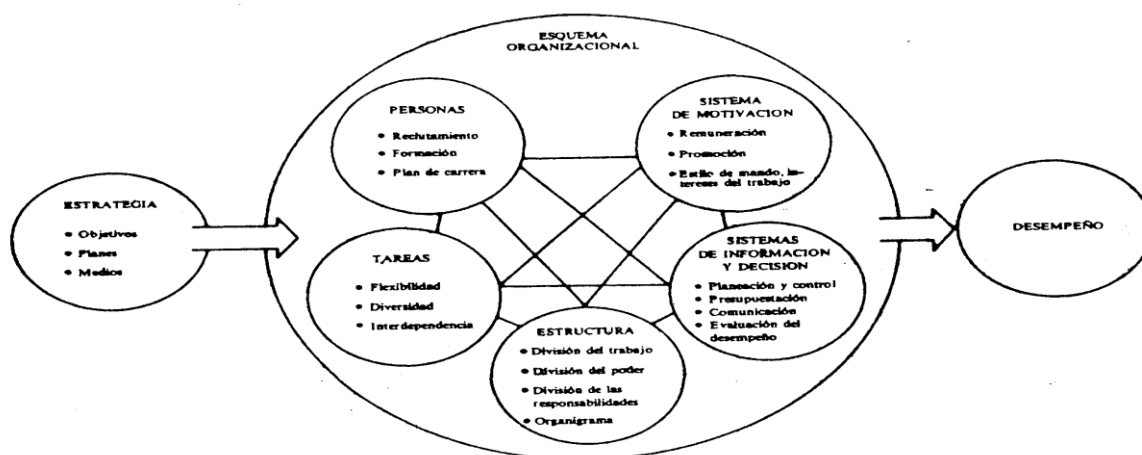 ESQUEMA
ORGANIZACIONAL
PERSONAS
• Reclutamiento
• Formación
• Plan de carrera
SISTEMA
DE MOTIVACION
• Remuneración
• Promoción
• Estilo de mando, in-
tereses del trabajo
ESTRATEGIA
• Objetivos
• Planes
• Medios
TAREAS
• Flexibilidad
• Diversidad
• Interdependencia
SISTEMAS
DE INFORMACION
Y DECISION
• Planeación y control
• Presupuestación
• Comunicación
• Evaluación del
desempeño
ESTRUCTURA
• División del trabajo
• División del poder
• División de las
responsabilidades
• Organigrama
DESEMPEÑO